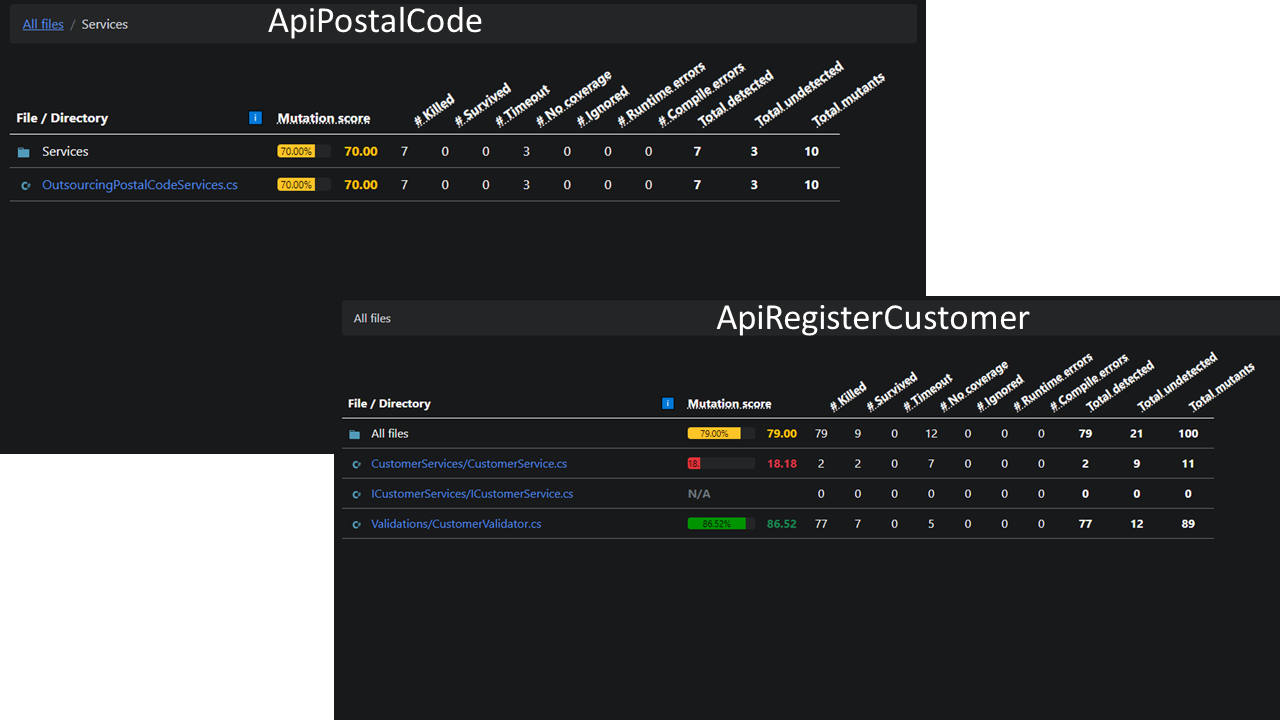 All files / Services
ApiPostalCode
File / Directory i Mutation score # Killed # Survived # Timeout # No coverage # Ignored # Runtime errors # Compile errors Total detected Total undetected Total mutants
Services 70.00% 70.00 7 0 0 3 0 0 0 7 3 10
OutsourcingPostalCodeServices.cs 70.00% 70.00 7 0 0 3 0 0 0 7 3 10
All files
ApiRegisterCustomer
File / Directory i Mutation score # Killed # Survived # Timeout # No coverage # Ignored # Runtime errors # Compile errors Total detected Total undetected Total mutants
All files 79.00% 79.00 79 9 0 12 0 0 0 79 21 100
CustomerServices/CustomerService.cs 18. 18.18 2 2 0 7 0 0 0 2 9 11
ICustomerServices/ICustomerService.cs N/A 0 0 0 0 0 0 0 0 0 0
Validations/CustomerValidator.cs 86.52% 86.52 77 7 0 5 0 0 0 77 12 89